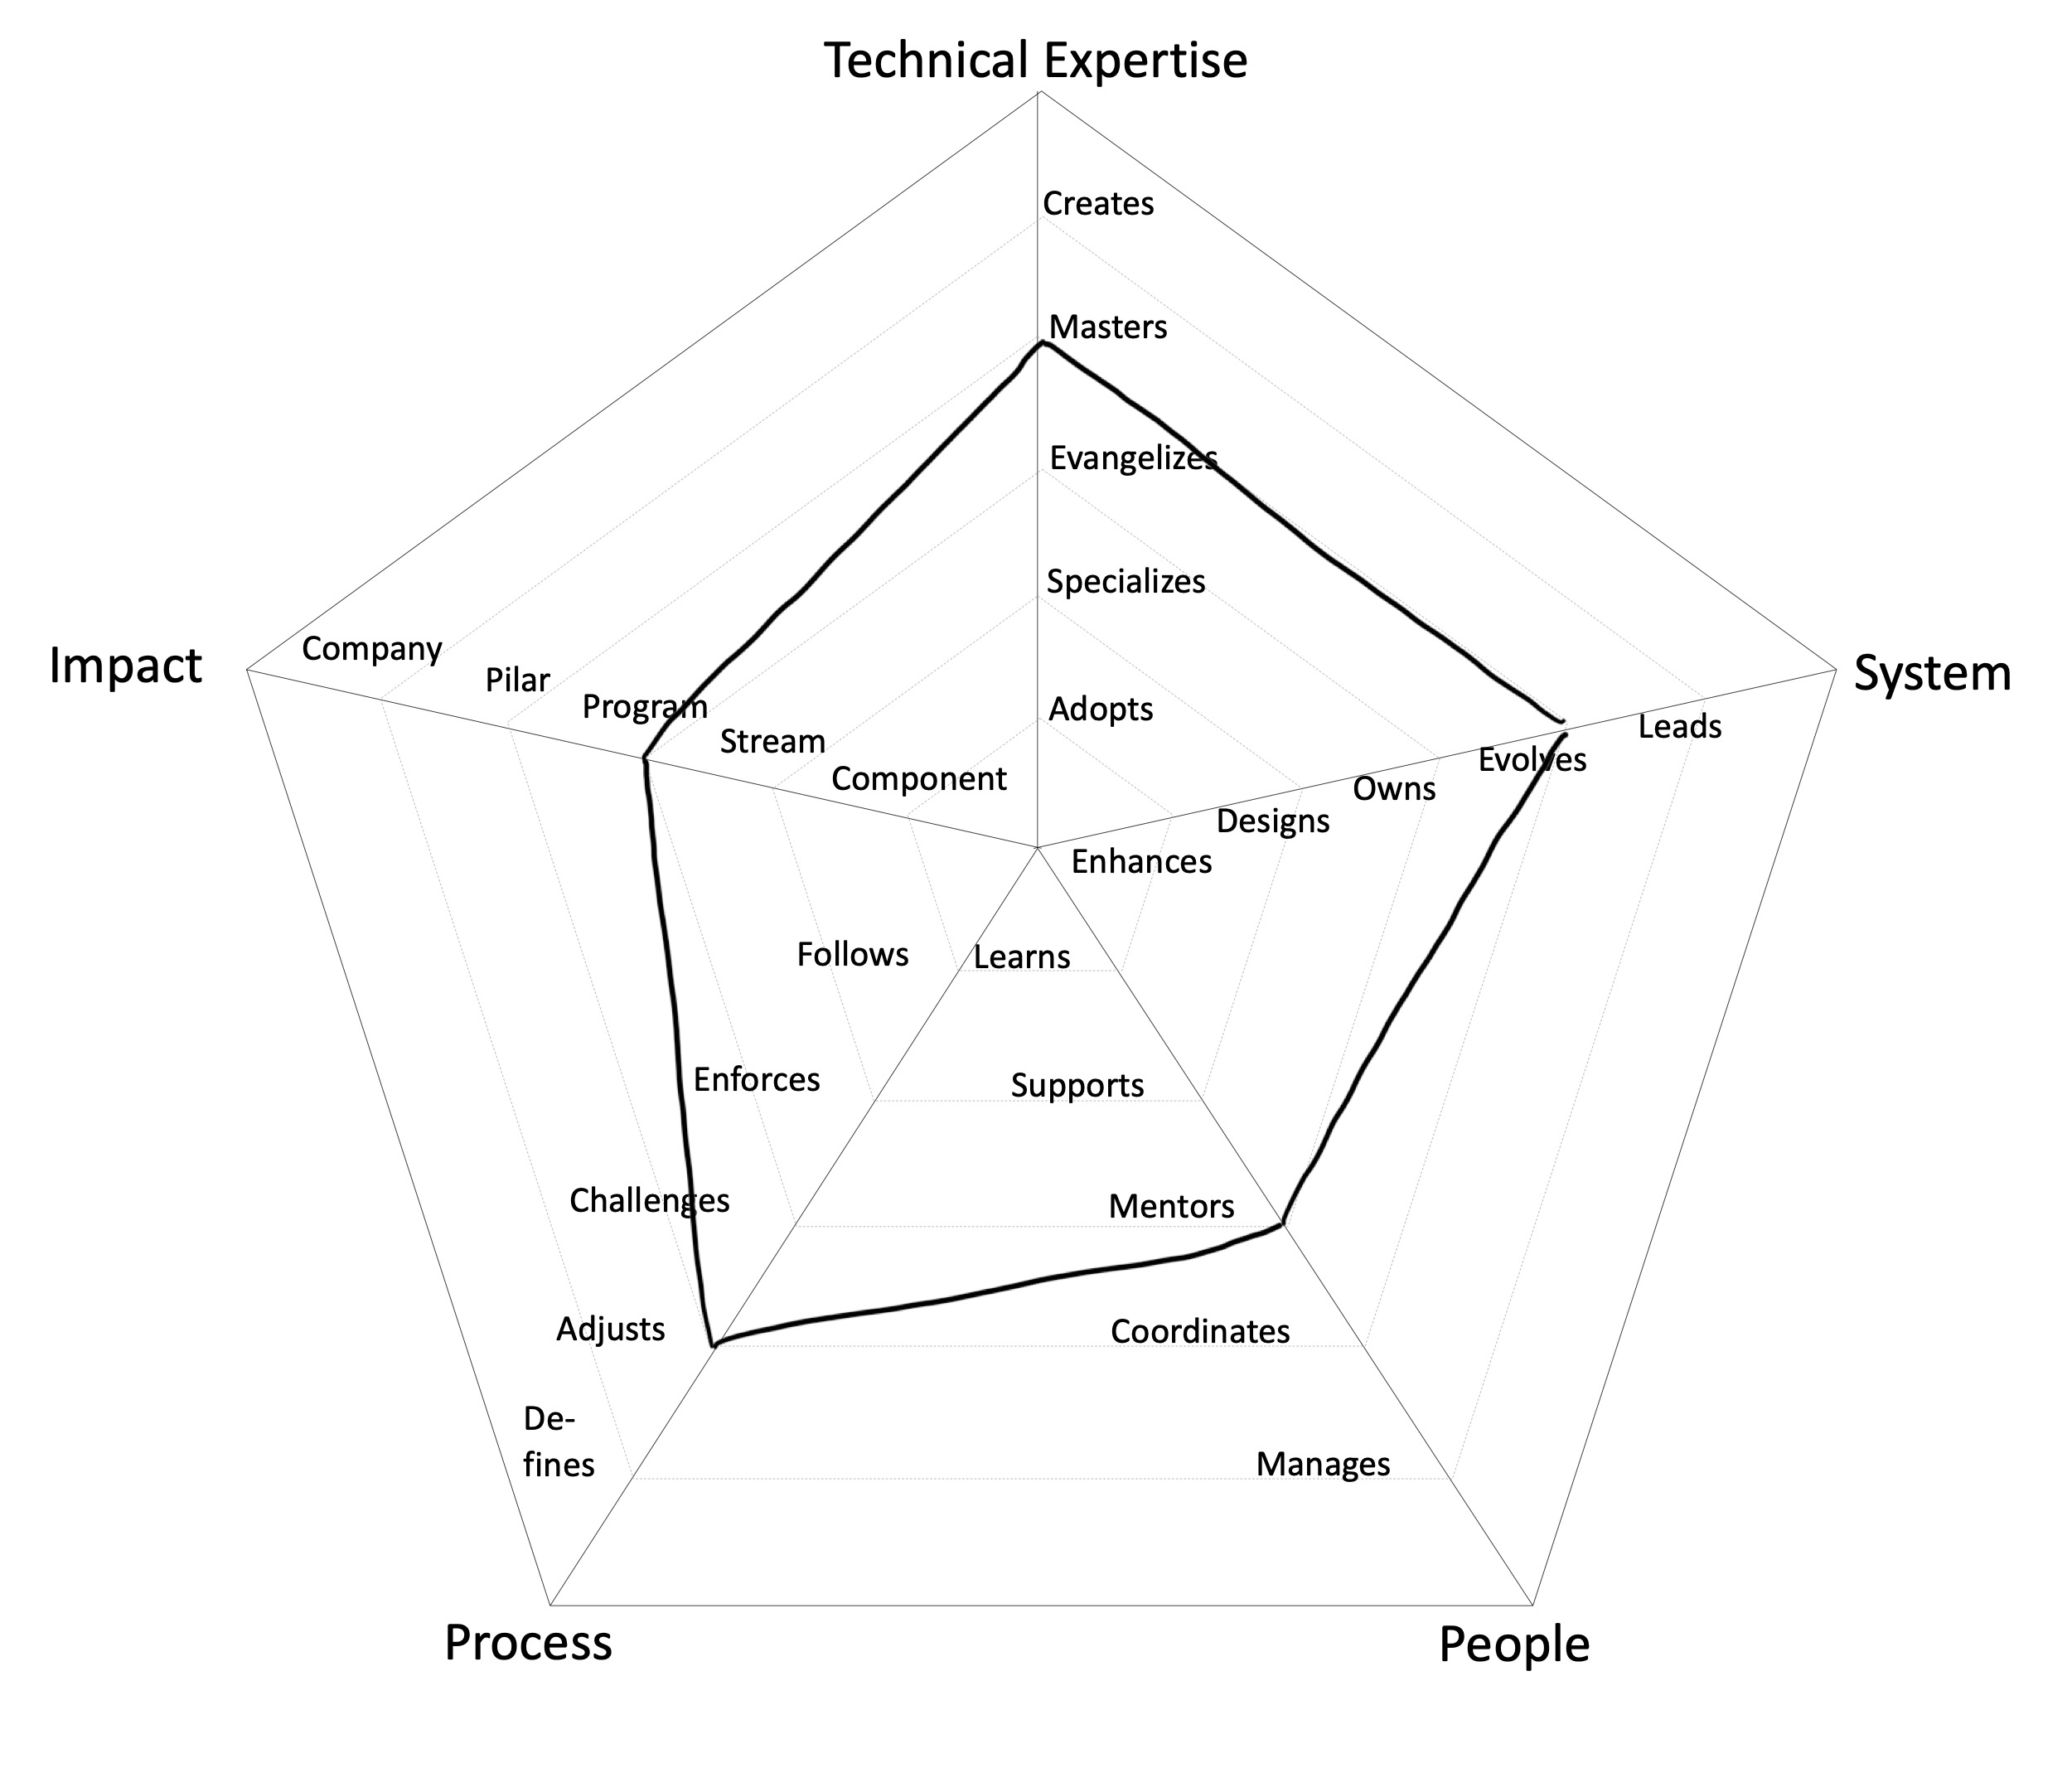 Technical Expertise
Creates
Masters
Evangelizes
Specializes
Adopts
Impact
Company
Pilar
Program
Stream
Component
System
Leads
Evolves
Owns
Designs
Enhances
Follows
Learns
Enforces
Supports
Challenges
Mentors
Adjusts
Coordinates
De-
fines
Manages
Process
People